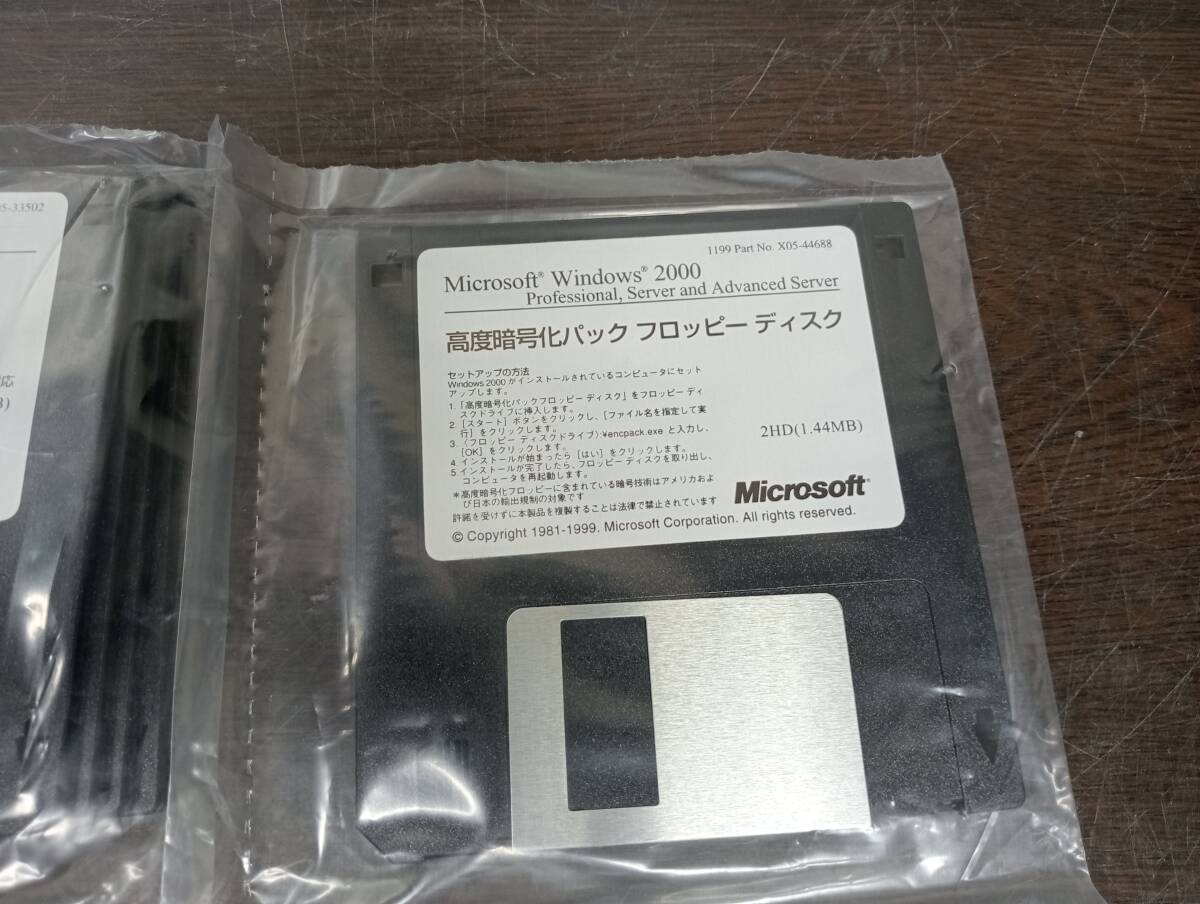 5-33502
応
B)
1199 Part No. X05-44688
Microsoft® Windows® 2000
Professional, Server and Advanced Server
高度暗号化パック フロッピー ディスク
セットアップの方法
Windows 2000 がインストールされているコンピュータにセット
アップします。
1.「高度暗号化パックフロッピー ディスク」をフロッピー ディ
スクドライブに挿入します。
2. [スタート] ボタンをクリックし、[ファイル名を指定して実
行] をクリックします。
3. 〈フロッピー ディスクドライブ〉:¥encpack.exe と入力し、
[OK] をクリックします。
4. インストールが始まったら [はい] をクリックします。
5. インストールが完了したら、フロッピー ディスクを取り出し、
コンピュータを再起動します。
2HD(1.44MB)
*高度暗号化フロッピーに含まれている暗号技術はアメリカおよ
び日本の輸出規制の対象です
許諾を受けずに本製品を複製することは法律で禁止されています
Microsoft®
© Copyright 1981-1999. Microsoft Corporation. All rights reserved.